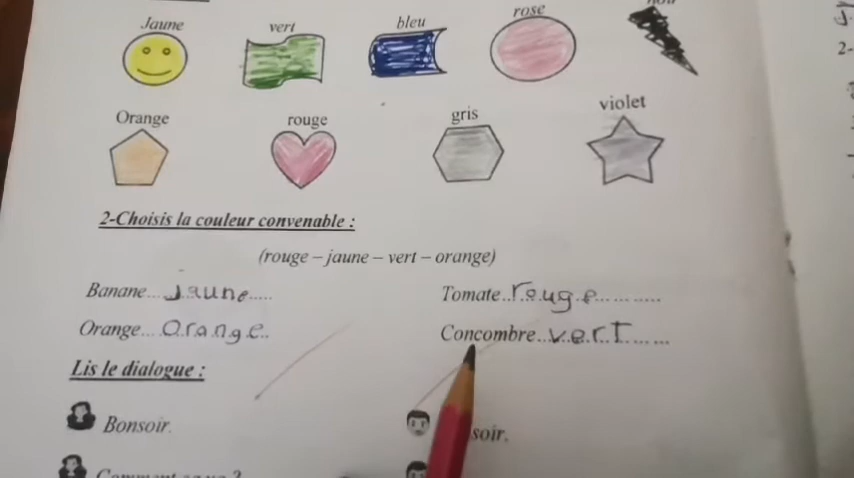 Jaune vert bleu rose
Orange rouge gris violet
2-Choisis la couleur convenable :
(rouge – jaune – vert – orange)
Banane... Jaune..... Tomate..rouge... ... .....
Orange... Orange.. Concombre...vert... ...
Lis le dialogue :
Bonsoir. soir.